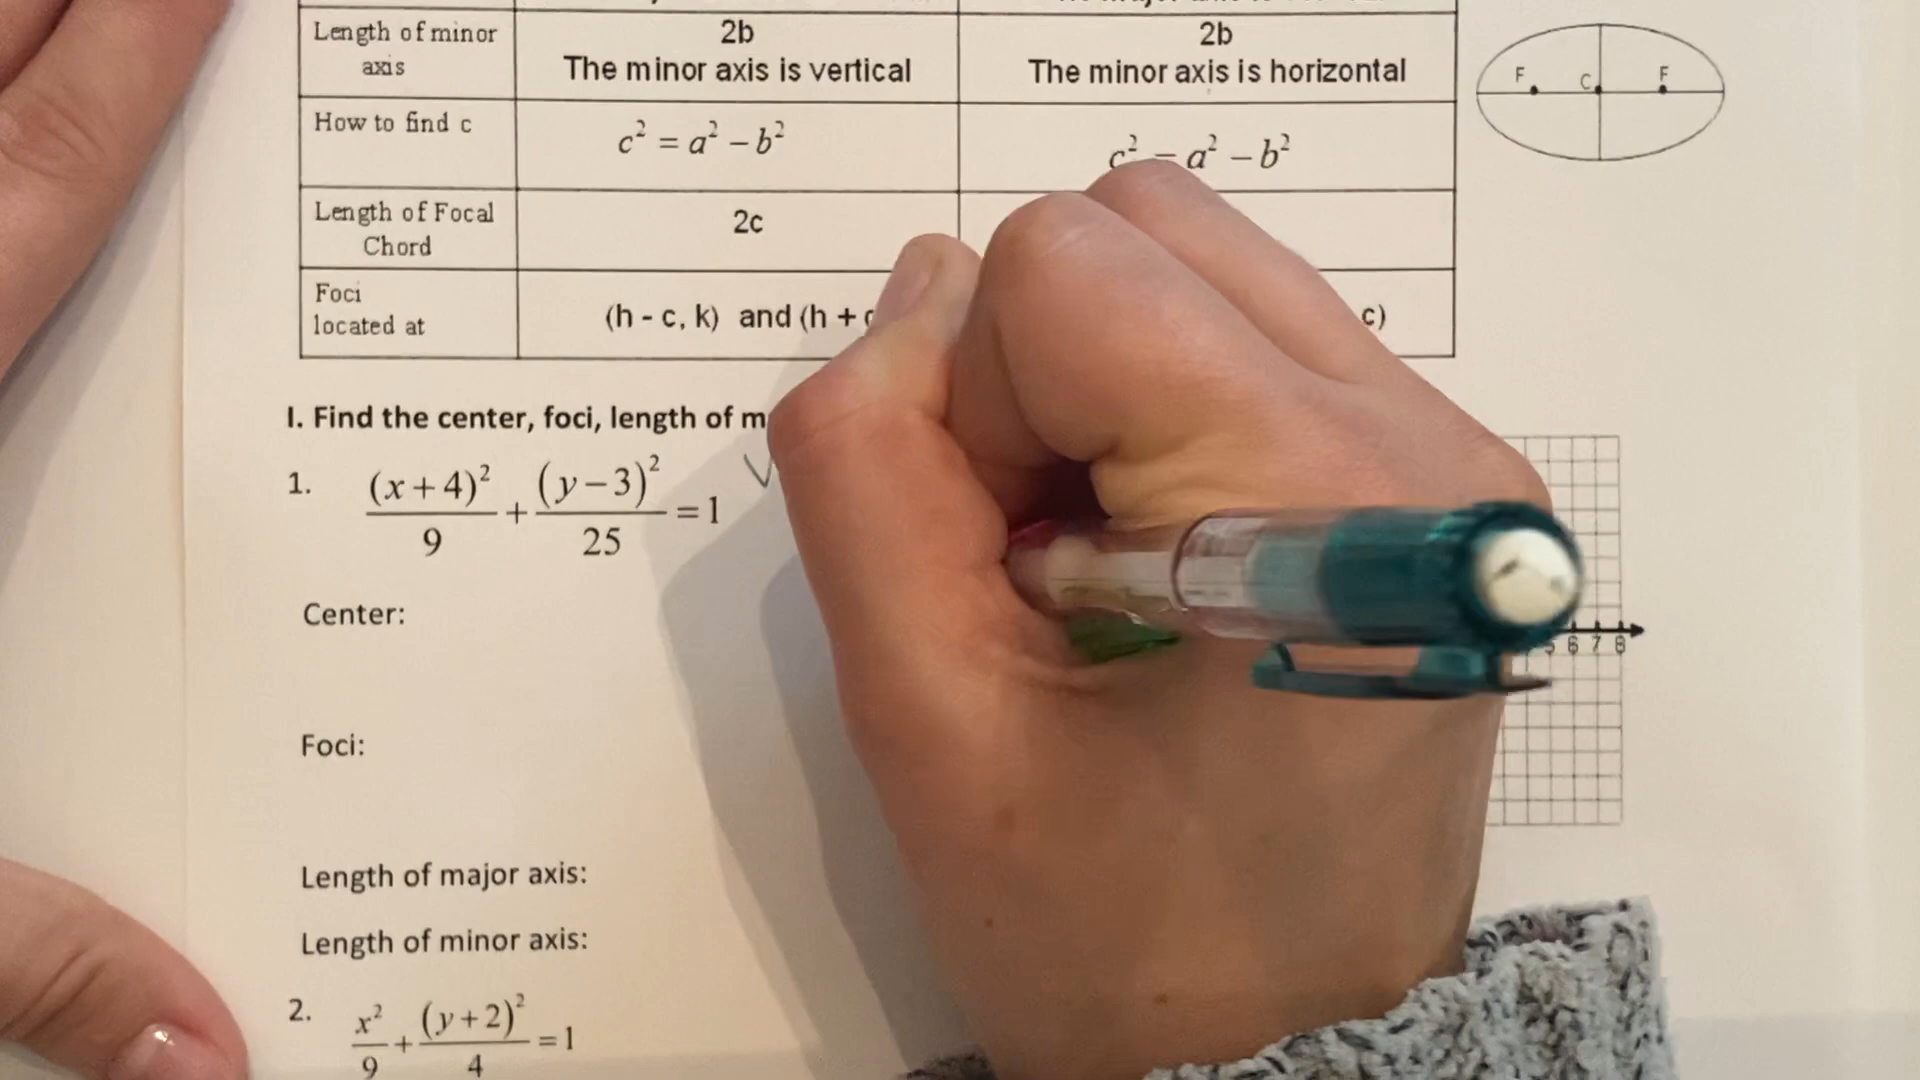 Length of minor axis 2b The minor axis is vertical 2b The minor axis is horizontal
How to find c c² = a² – b² c² = a² – b²
Length of Focal Chord 2c
Foci located at (h - c, k) and (h + c c)
F C F
I. Find the center, foci, length of
1. (x+4)²/9 + (y–3)²/25 = 1
Center:
5 6 7 8
Foci:
Length of major axis:
Length of minor axis:
2. x²/9 + (y+2)²/4 = 1